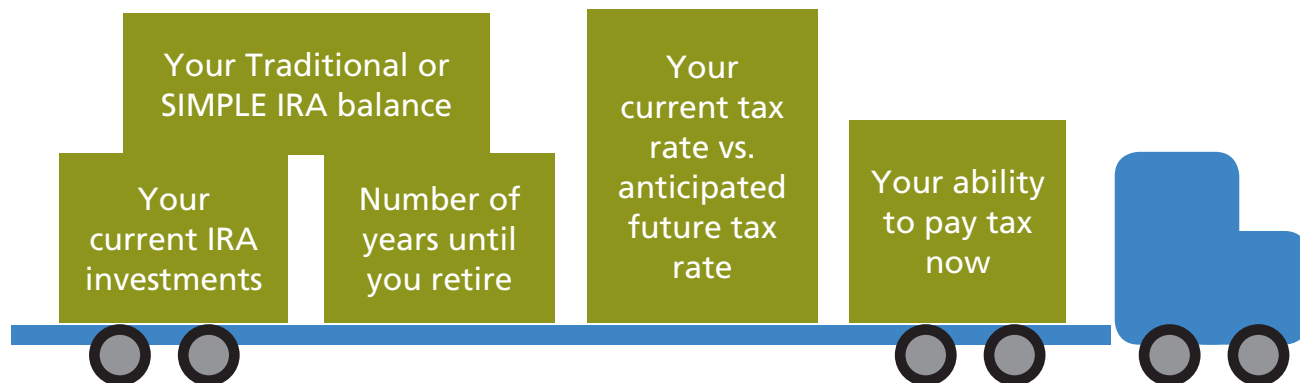 Your Traditional or
SIMPLE IRA balance
Your
current IRA
investments
Number of
years until
you retire
Your
current tax
rate vs.
anticipated
future tax
rate
Your ability
to pay tax
now